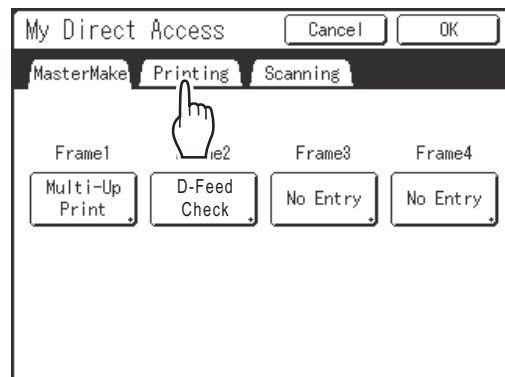 My Direct Access Cancel OK
MasterMake Printing Scanning
Frame1 Frame3 Frame4
Multi-Up Print D-Feed Check No Entry No Entry